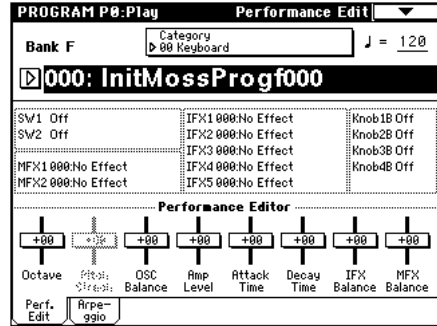 PROGRAM P0:Play Performance Edit
Bank F
Category
00 Keyboard
♩ = 120
000: InitMossProgf000
SW1 Off
SW2 Off
MFX1 000:No Effect
MFX2 000:No Effect
IFX1 000:No Effect
IFX2 000:No Effect
IFX3 000:No Effect
IFX4 000:No Effect
IFX5 000:No Effect
Knob1B Off
Knob2B Off
Knob3B Off
Knob4B Off
Performance Editor
+00 +00 +00 +00 +00 +00 +00
Octave
Pitch
OSC Balance
Amp Level
Attack Time
Decay Time
IFX Balance
MFX Balance
Perf. Edit
Arpe-
ggio